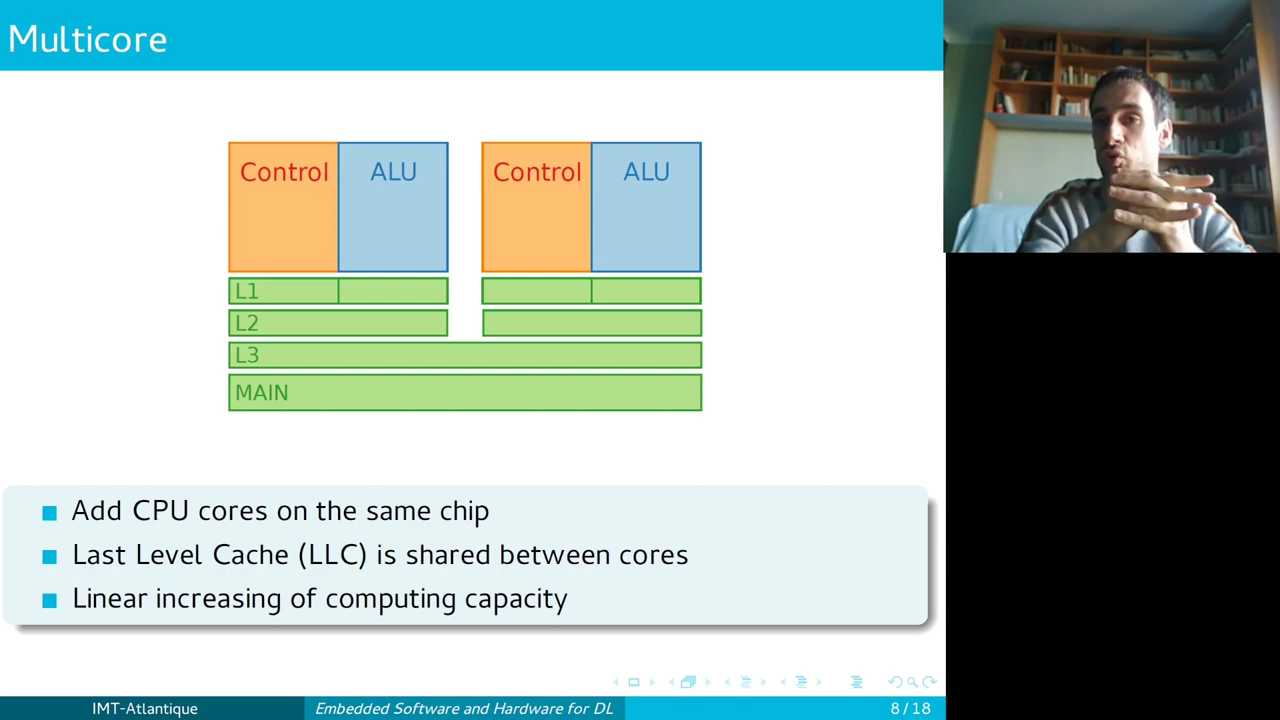 Multicore
Control ALU Control ALU
L1
L2
L3
MAIN
Add CPU cores on the same chip
Last Level Cache (LLC) is shared between cores
Linear increasing of computing capacity
IMT-Atlantique Embedded Software and Hardware for DL 8 / 18